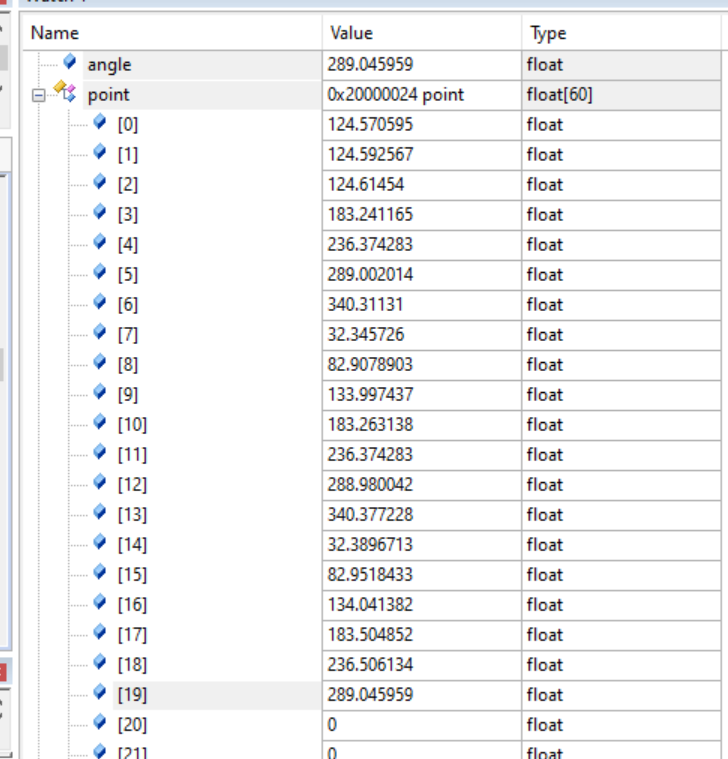 Name Value Type
angle 289.045959 float
point 0x20000024 point float[60]
[0] 124.570595 float
[1] 124.592567 float
[2] 124.61454 float
[3] 183.241165 float
[4] 236.374283 float
[5] 289.002014 float
[6] 340.31131 float
[7] 32.345726 float
[8] 82.9078903 float
[9] 133.997437 float
[10] 183.263138 float
[11] 236.374283 float
[12] 288.980042 float
[13] 340.377228 float
[14] 32.3896713 float
[15] 82.9518433 float
[16] 134.041382 float
[17] 183.504852 float
[18] 236.506134 float
[19] 289.045959 float
[20] 0 float
[21] 0 float